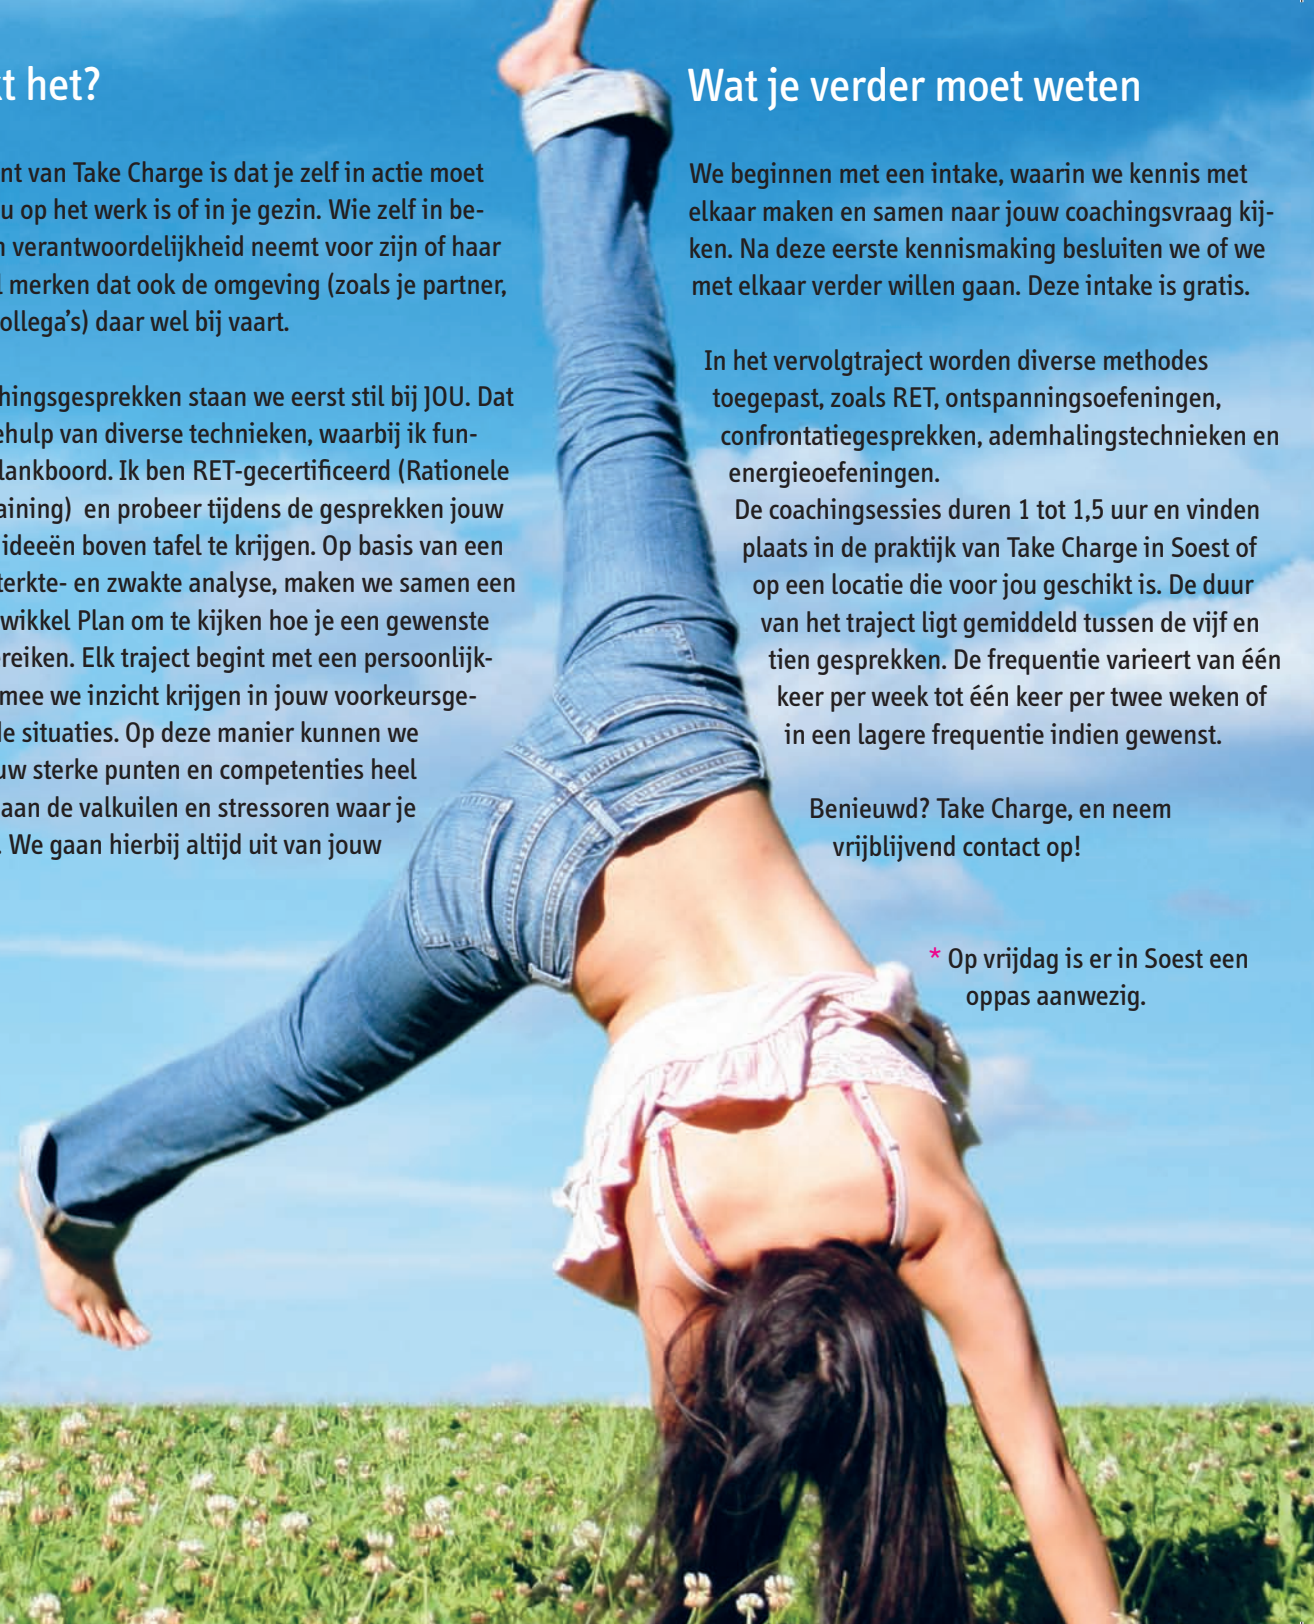 t het?
nt van Take Charge is dat je zelf in actie moet
u op het werk is of in je gezin. Wie zelf in be-
verantwoordelijkheid neemt voor zijn of haar
merken dat ook de omgeving (zoals je partner,
ollega's) daar wel bij vaart.
hingsgesprekken staan we eerst stil bij JOU. Dat
ehulp van diverse technieken, waarbij ik fun-
lankboord. Ik ben RET-gecertificeerd (Rationele
aining) en probeer tijdens de gesprekken jouw
ideeën boven tafel te krijgen. Op basis van een
terkte- en zwakte analyse, maken we samen een
wikkel Plan om te kijken hoe je een gewenste
reiken. Elk traject begint met een persoonlijk-
mee we inzicht krijgen in jouw voorkeursge-
de situaties. Op deze manier kunnen we
uw sterke punten en competenties heel
aan de valkuilen en stressoren waar je
. We gaan hierbij altijd uit van jouw
Wat je verder moet weten
We beginnen met een intake, waarin we kennis met
elkaar maken en samen naar jouw coachingsvraag kij-
ken. Na deze eerste kennismaking besluiten we of we
met elkaar verder willen gaan. Deze intake is gratis.
In het vervolgtraject worden diverse methodes
toegepast, zoals RET, ontspanningsoefeningen,
confrontatiegesprekken, ademhalingstechnieken en
energieoefeningen.
De coachingsessies duren 1 tot 1,5 uur en vinden
plaats in de praktijk van Take Charge in Soest of
op een locatie die voor jou geschikt is. De duur
van het traject ligt gemiddeld tussen de vijf en
tien gesprekken. De frequentie varieert van één
keer per week tot één keer per twee weken of
in een lagere frequentie indien gewenst.
Benieuwd? Take Charge, en neem
vrijblijvend contact op!
* Op vrijdag is er in Soest een
oppas aanwezig.